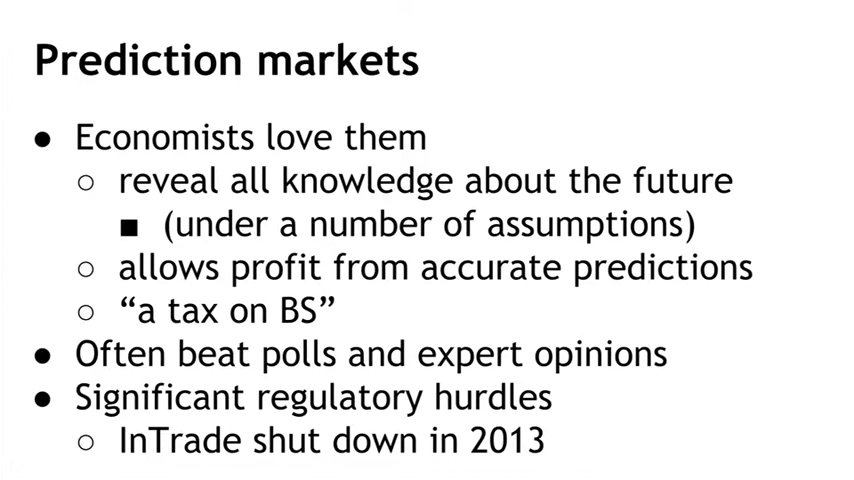 Prediction markets
● Economists love them
○ reveal all knowledge about the future
■ (under a number of assumptions)
○ allows profit from accurate predictions
○ “a tax on BS”
● Often beat polls and expert opinions
● Significant regulatory hurdles
○ InTrade shut down in 2013